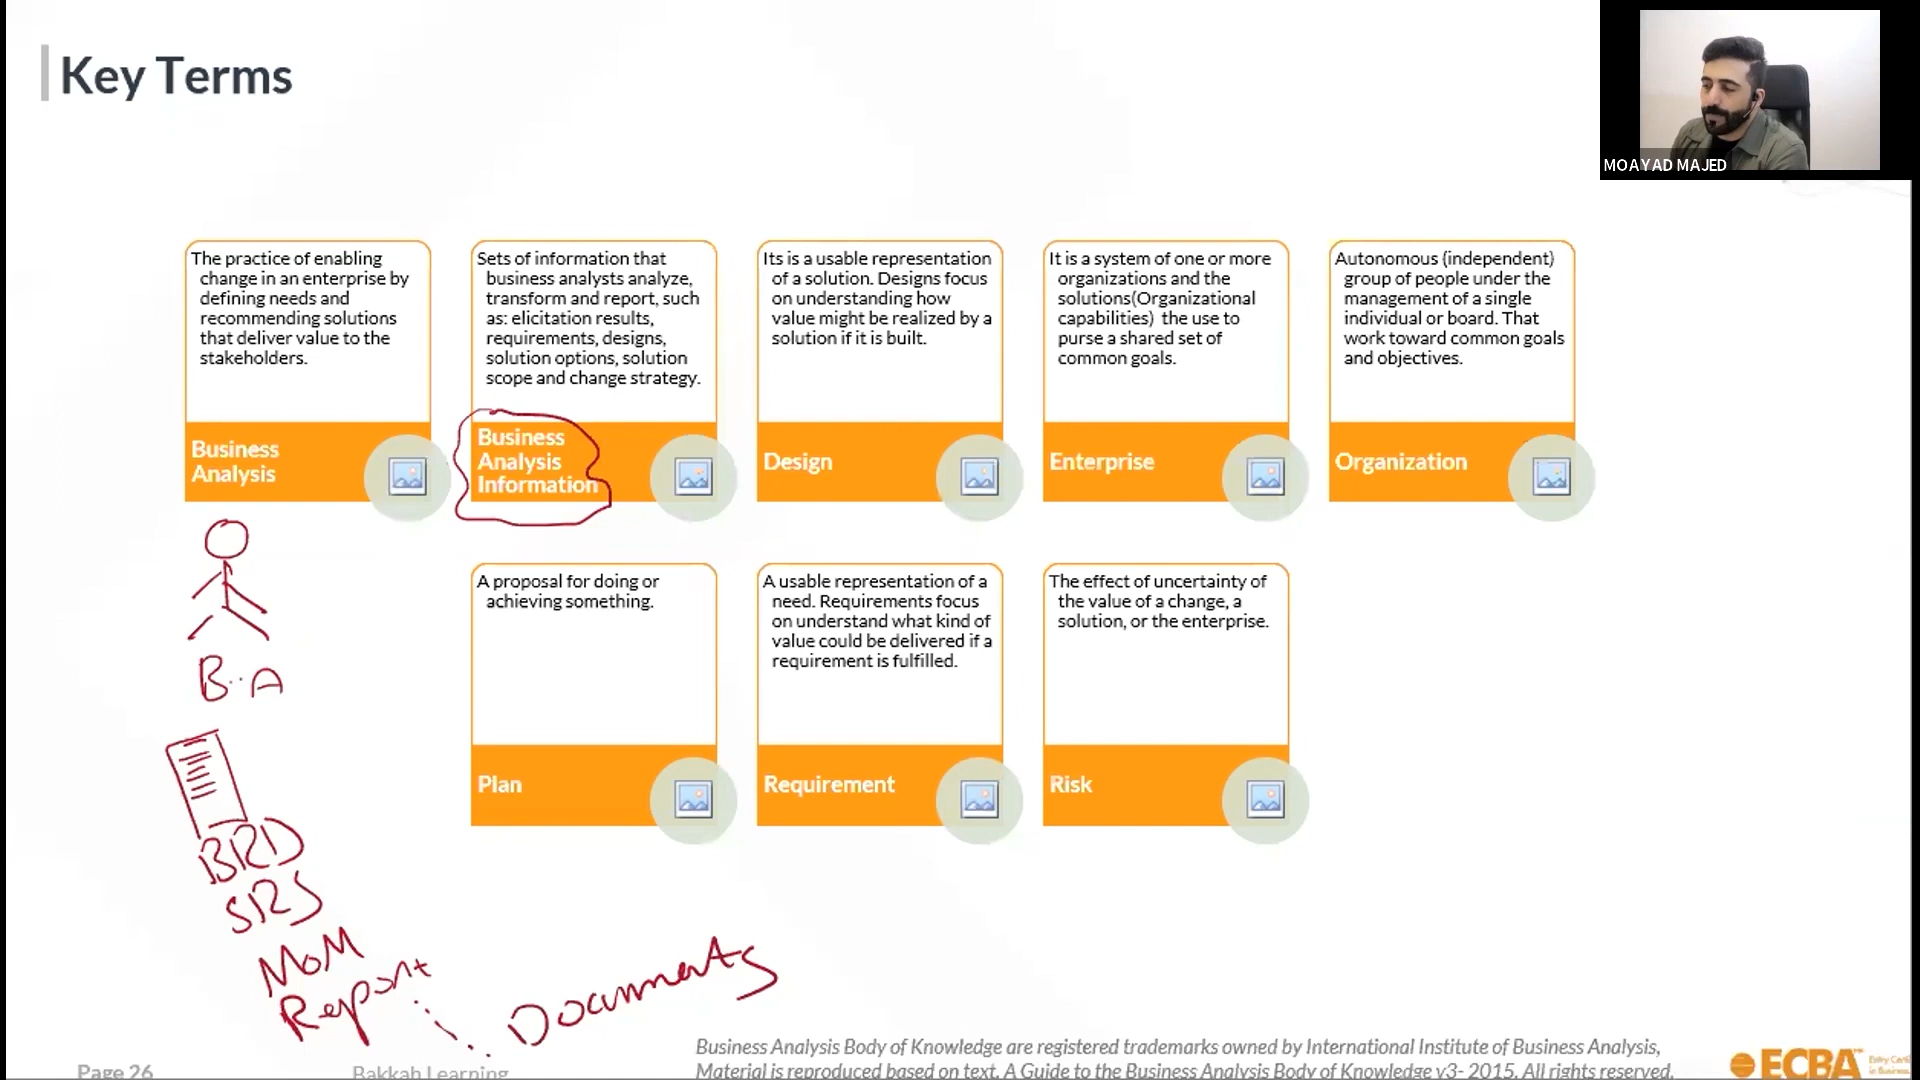 Key Terms
MOAYAD MAJED
The practice of enabling
change in an enterprise by
defining needs and
recommending solutions
that deliver value to the
stakeholders.
Business
Analysis
Sets of information that
business analysts analyze,
transform and report, such
as: elicitation results,
requirements, designs,
solution options, solution
scope and change strategy.
Business
Analysis
Information
Its is a usable representation
of a solution. Designs focus
on understanding how
value might be realized by a
solution if it is built.
Design
It is a system of one or more
organizations and the
solutions(Organizational
capabilities) the use to
purse a shared set of
common goals.
Enterprise
Autonomous (independent)
group of people under the
management of a single
individual or board. That
work toward common goals
and objectives.
Organization
A proposal for doing or
achieving something.
Plan
A usable representation of a
need. Requirements focus
on understand what kind of
value could be delivered if a
requirement is fulfilled.
Requirement
The effect of uncertainty of
the value of a change, a
solution, or the enterprise.
Risk
B..A
BRD
SRS
MoM
Report
Documents
Page 26
Bakkah Learning
Business Analysis Body of Knowledge are registered trademarks owned by International Institute of Business Analysis,
Material is reproduced based on text, A Guide to the Business Analysis Body of Knowledge v3- 2015. All rights reserved.
ECBA